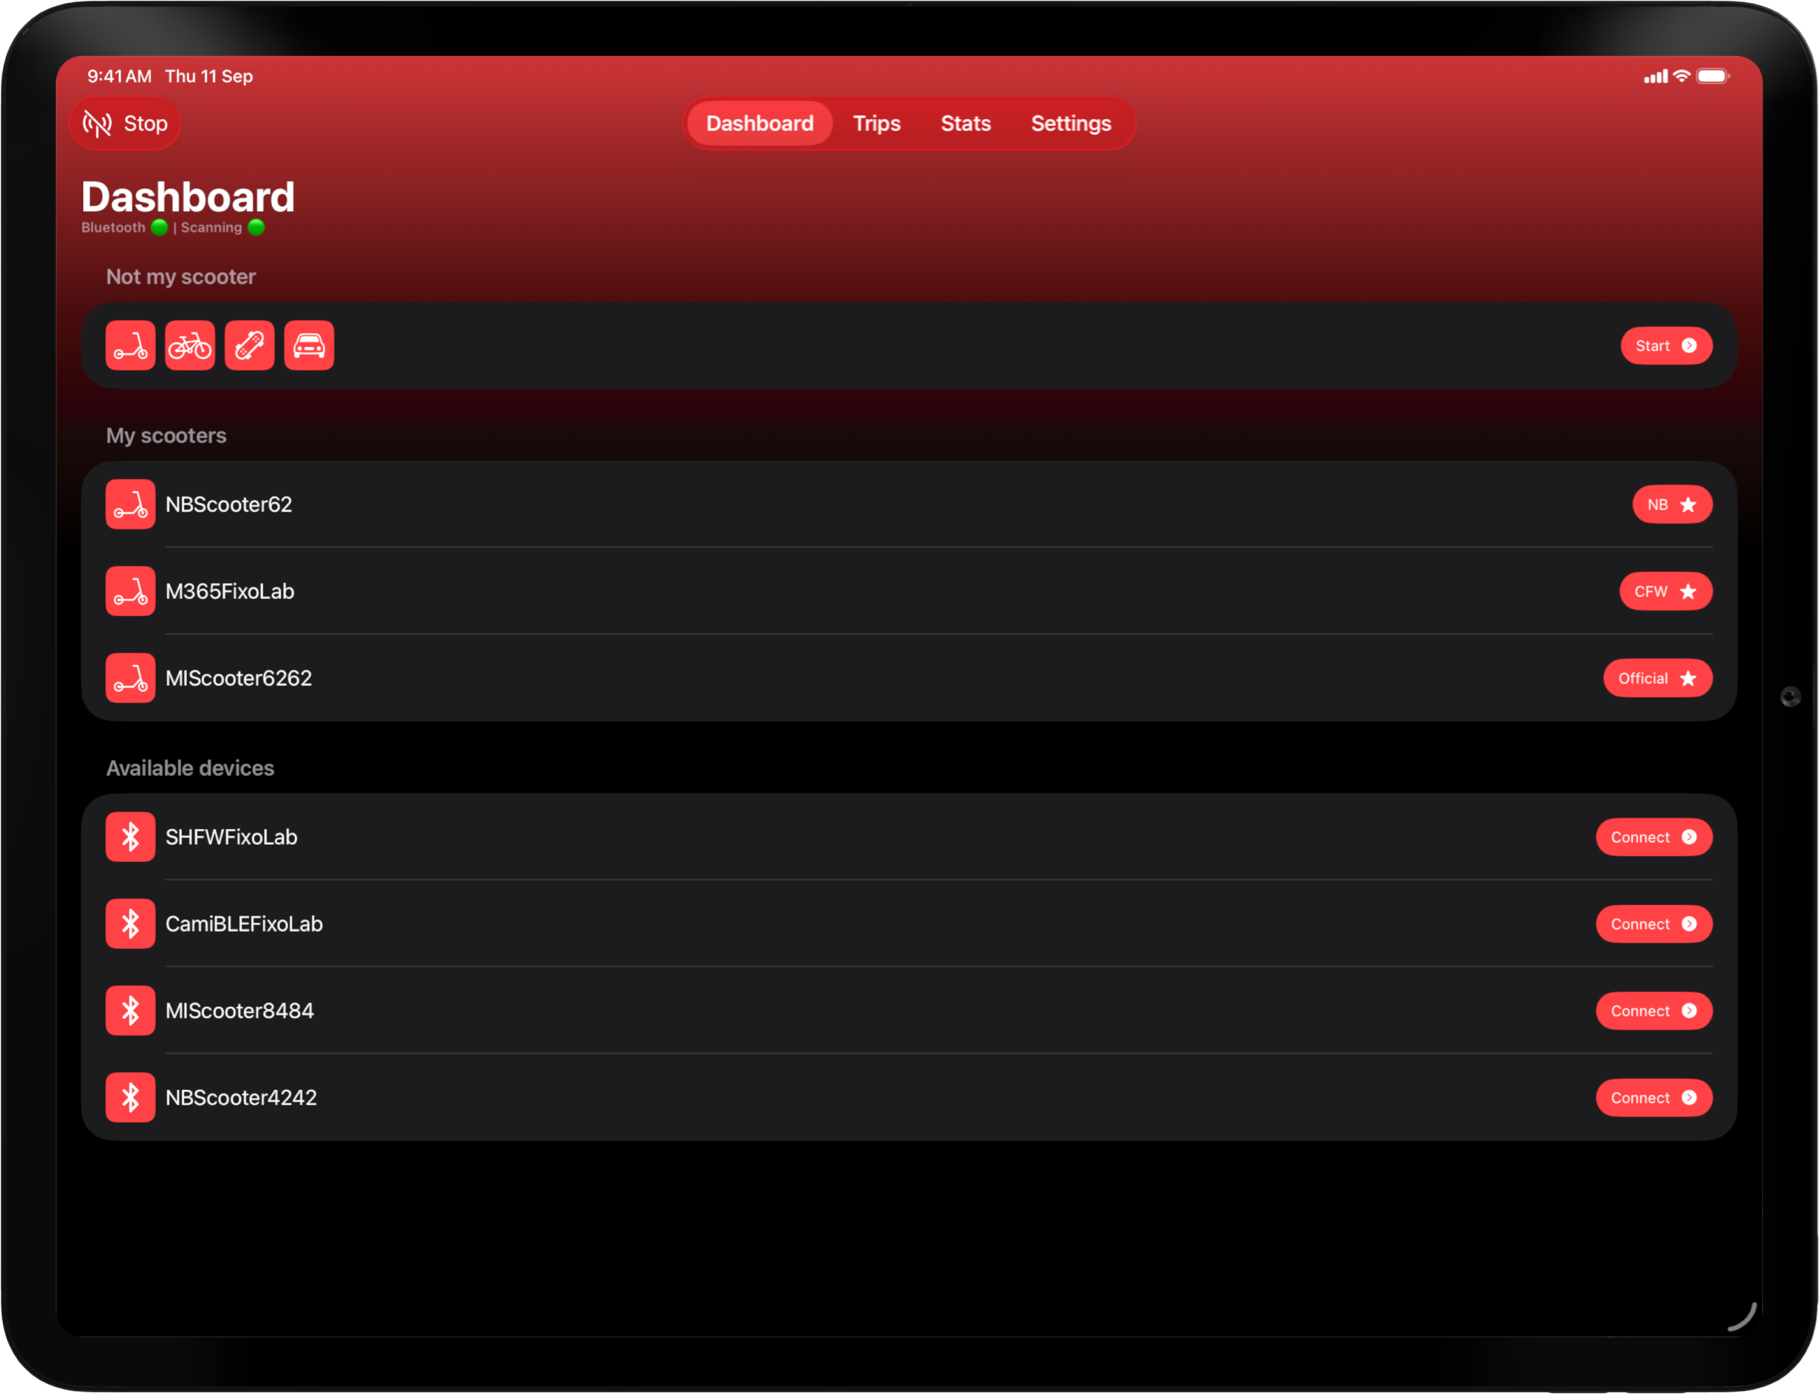 9:41 AM Thu 11 Sep
Stop
Dashboard Trips Stats Settings
Dashboard
Bluetooth | Scanning
Not my scooter
Start
My scooters
NBScooter62
NB
M365FixoLab
CFW
MIScooter6262
Official
Available devices
SHFWFixoLab
Connect
CamiBLEFixoLab
Connect
MIScooter8484
Connect
NBScooter4242
Connect